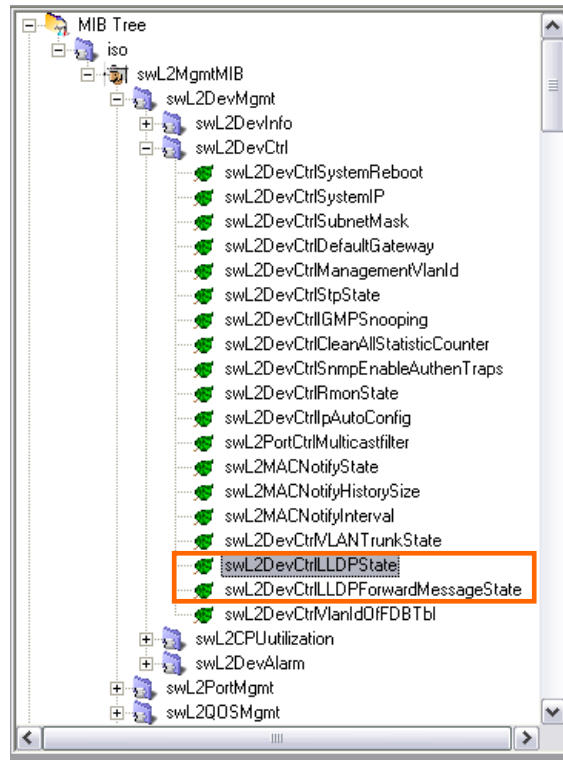 MIB Tree
iso
swL2MgmtMIB
swL2DevMgmt
swL2DevInfo
swL2DevCtrl
swL2DevCtrlSystemReboot
swL2DevCtrlSystemIP
swL2DevCtrlSubnetMask
swL2DevCtrlDefaultGateway
swL2DevCtrlManagementVlanId
swL2DevCtrlStpState
swL2DevCtrlIGMPSnooping
swL2DevCtrlCleanAllStatisticCounter
swL2DevCtrlSnmpEnableAuthenTraps
swL2DevCtrlRmonState
swL2DevCtrlIpAutoConfig
swL2PortCtrlMulticastfilter
swL2MACNotifyState
swL2MACNotifyHistorySize
swL2MACNotifyInterval
swL2DevCtrlVLANTrunkState
swL2DevCtrlLLDPState
swL2DevCtrlLLDPForwardMessageState
swL2DevCtrlVlanIdOfFDBTbl
swL2CPUutilization
swL2DevAlarm
swL2PortMgmt
swL2QOSMgmt